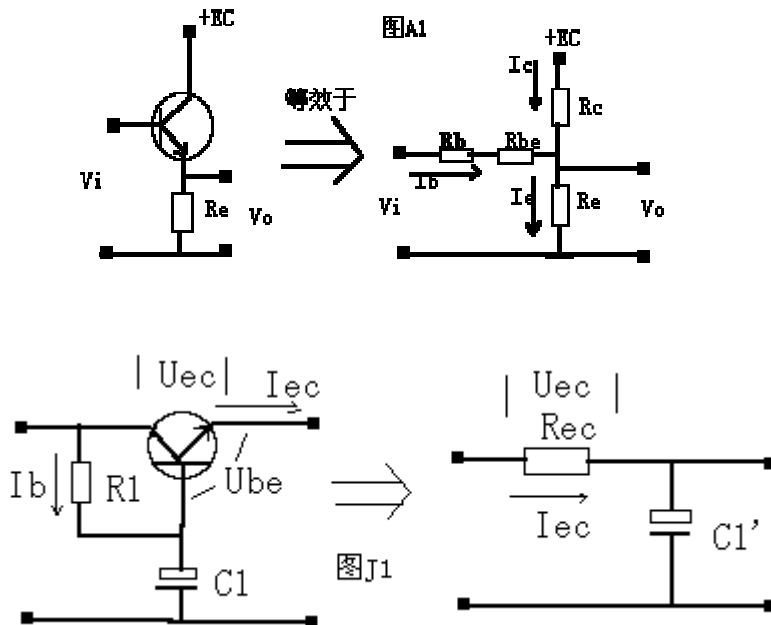 +EC
图A1
+EC
Ic
Rc
等效于
Rb
Rbe
Ib
Vi
Re
Vo
Vi
Ie
Re
Vo
| Uec |
Iec
Ib
R1
Ube
C1
图J1
| Uec |
Rec
Iec
C1'